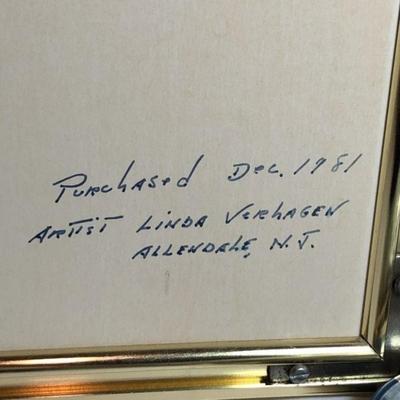 Purchased Dec. 1981
Artist Linda Verhagen
Allendale, N.J.